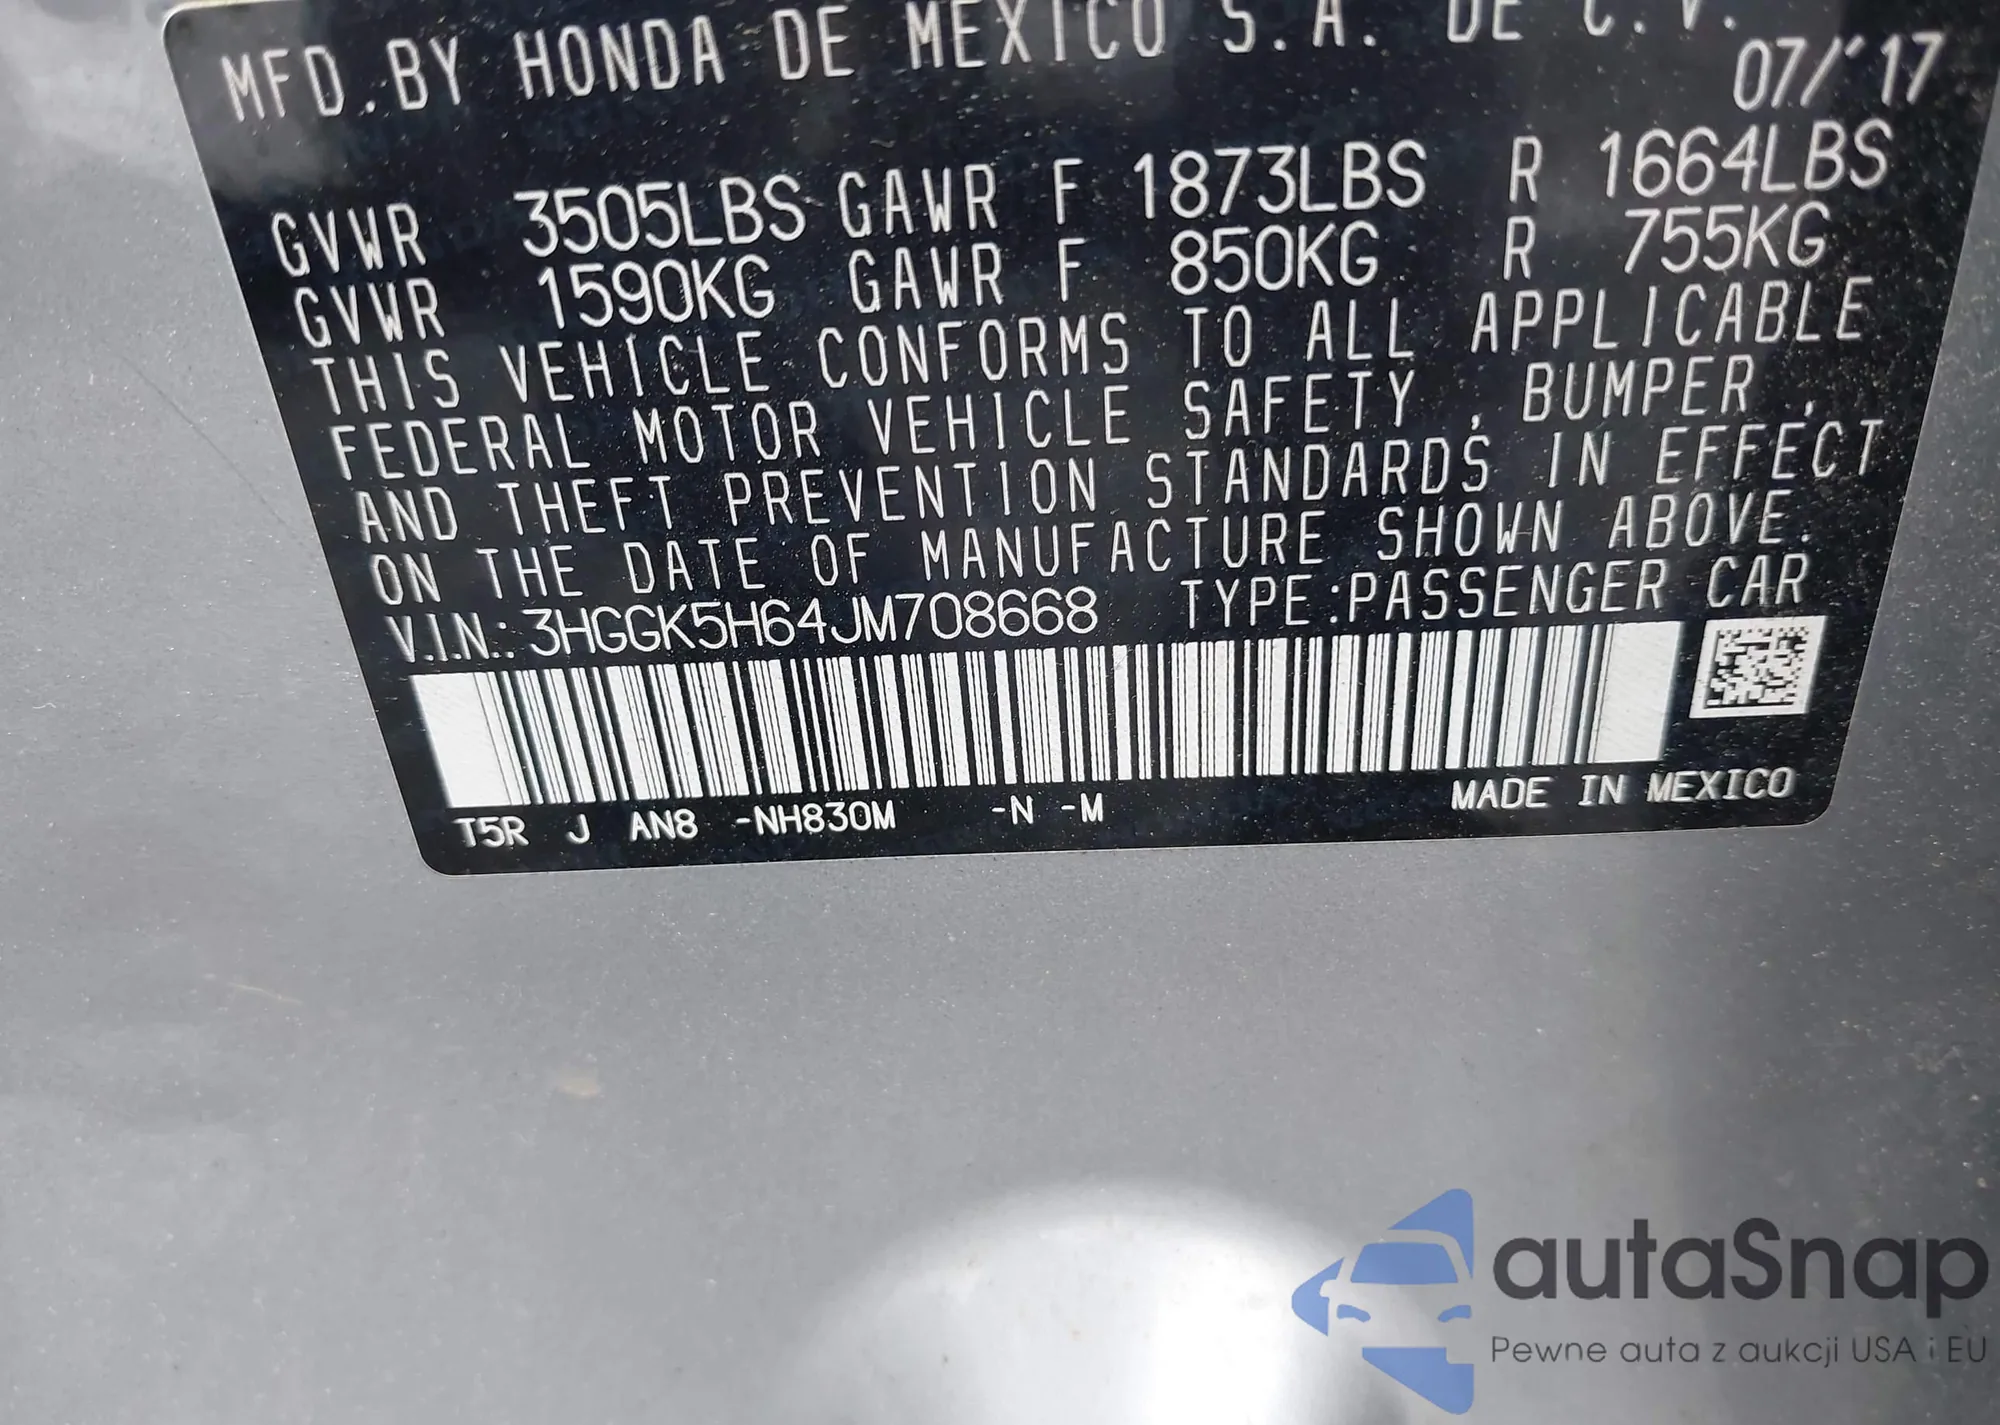 MFD. BY HONDA DE MEXICO S.A. DE C.V.
07/'17
GVWR 3505LBS GAWR F 1873LBS R 1664LBS
GVWR 1590KG GAWR F 850KG R 755KG
THIS VEHICLE CONFORMS TO ALL APPLICABLE
FEDERAL MOTOR VEHICLE SAFETY, BUMPER,
AND THEFT PREVENTION STANDARDS IN EFFECT
ON THE DATE OF MANUFACTURE SHOWN ABOVE.
V.I.N.: 3HGGK5H64JM708668 TYPE:PASSENGER CAR
T5R J AN8 -NH830M -N -M MADE IN MEXICO
autaSnap
Pewne auta z aukcji USA i EU